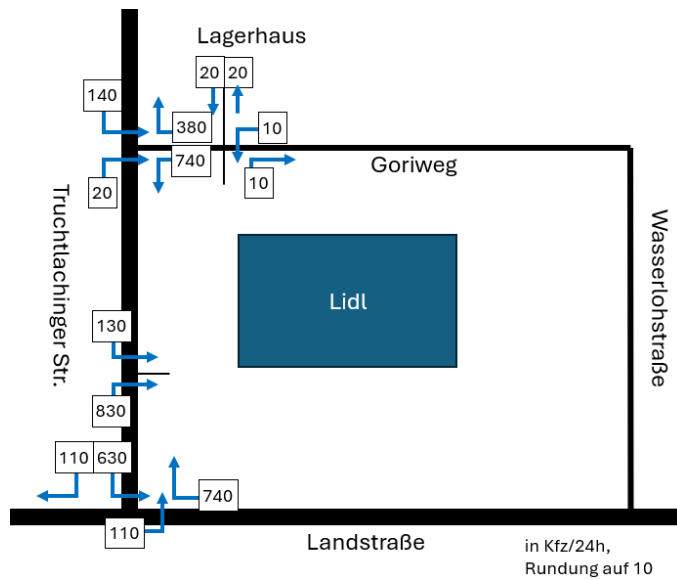 Lagerhaus
20 20
140
380
10
740
Goriweg
20
10
Truchtlachinger Str.
Wasserlohstraße
Lidl
130
830
110 630
740
110
Landstraße
in Kfz/24h,
Rundung auf 10